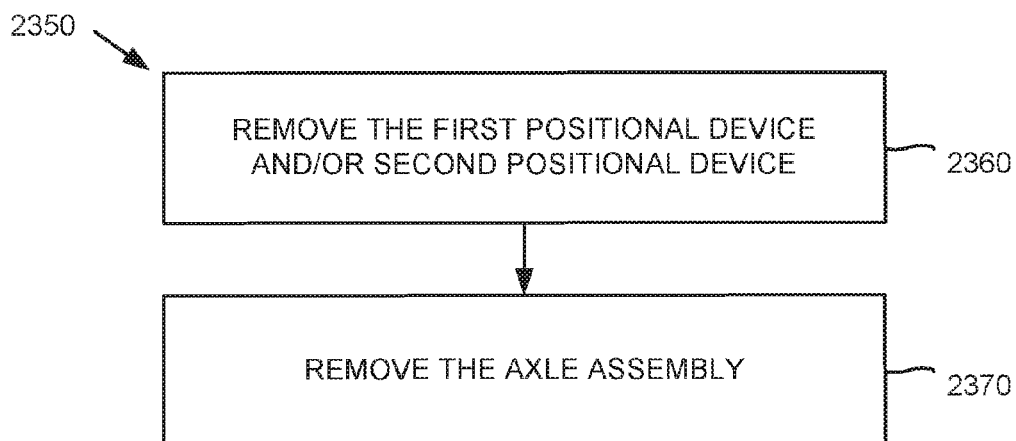 2350
REMOVE THE FIRST POSITIONAL DEVICE
AND/OR SECOND POSITIONAL DEVICE
2360
REMOVE THE AXLE ASSEMBLY
2370